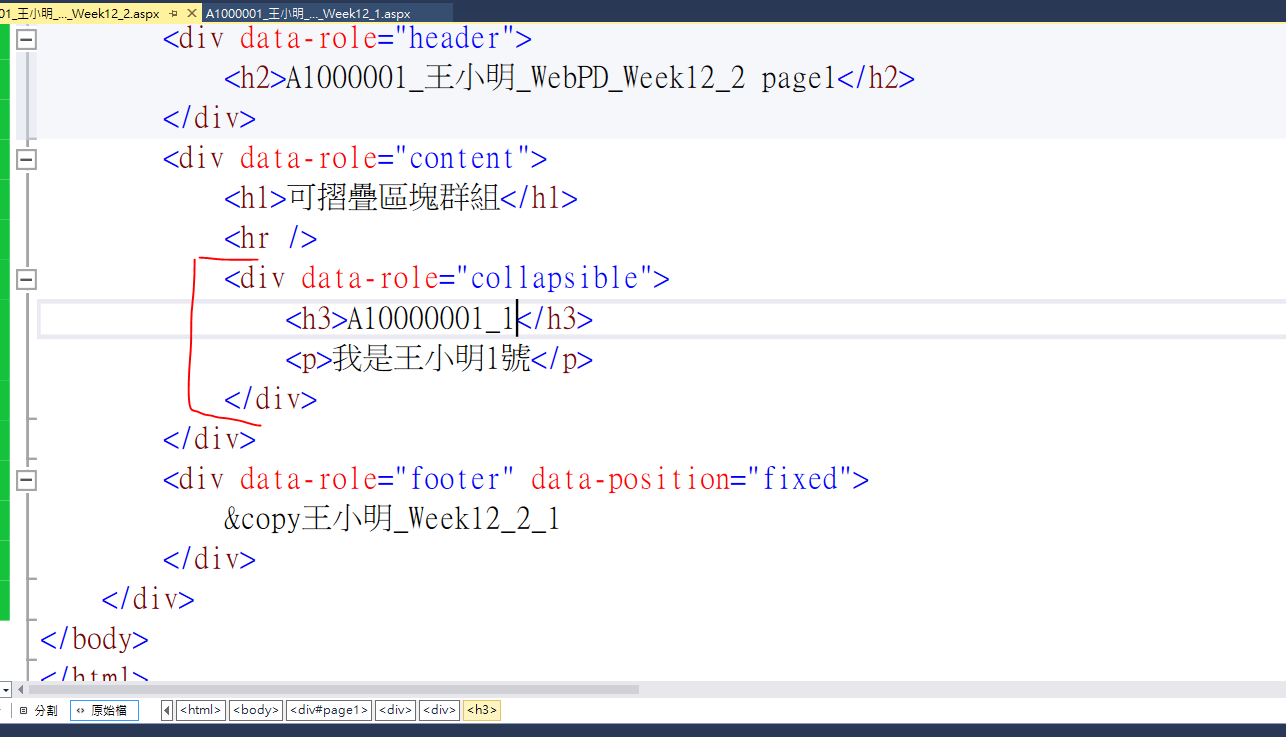 01_王小明_..._Week12_2.aspx A1000001_王小明_..._Week12_1.aspx
<div data-role="header">
<h2>A1000001_王小明_WebPD_Week12_2 page1</h2>
</div>
<div data-role="content">
<h1>可摺疊區塊群組</h1>
<hr />
<div data-role="collapsible">
<h3>A10000001_1</h3>
<p>我是王小明1號</p>
</div>
</div>
<div data-role="footer" data-position="fixed">
&copy王小明_Week12_2_1
</div>
</div>
</body>
</html>
分割 原始檔 <html> <body> <div#page1> <div> <div> <h3>